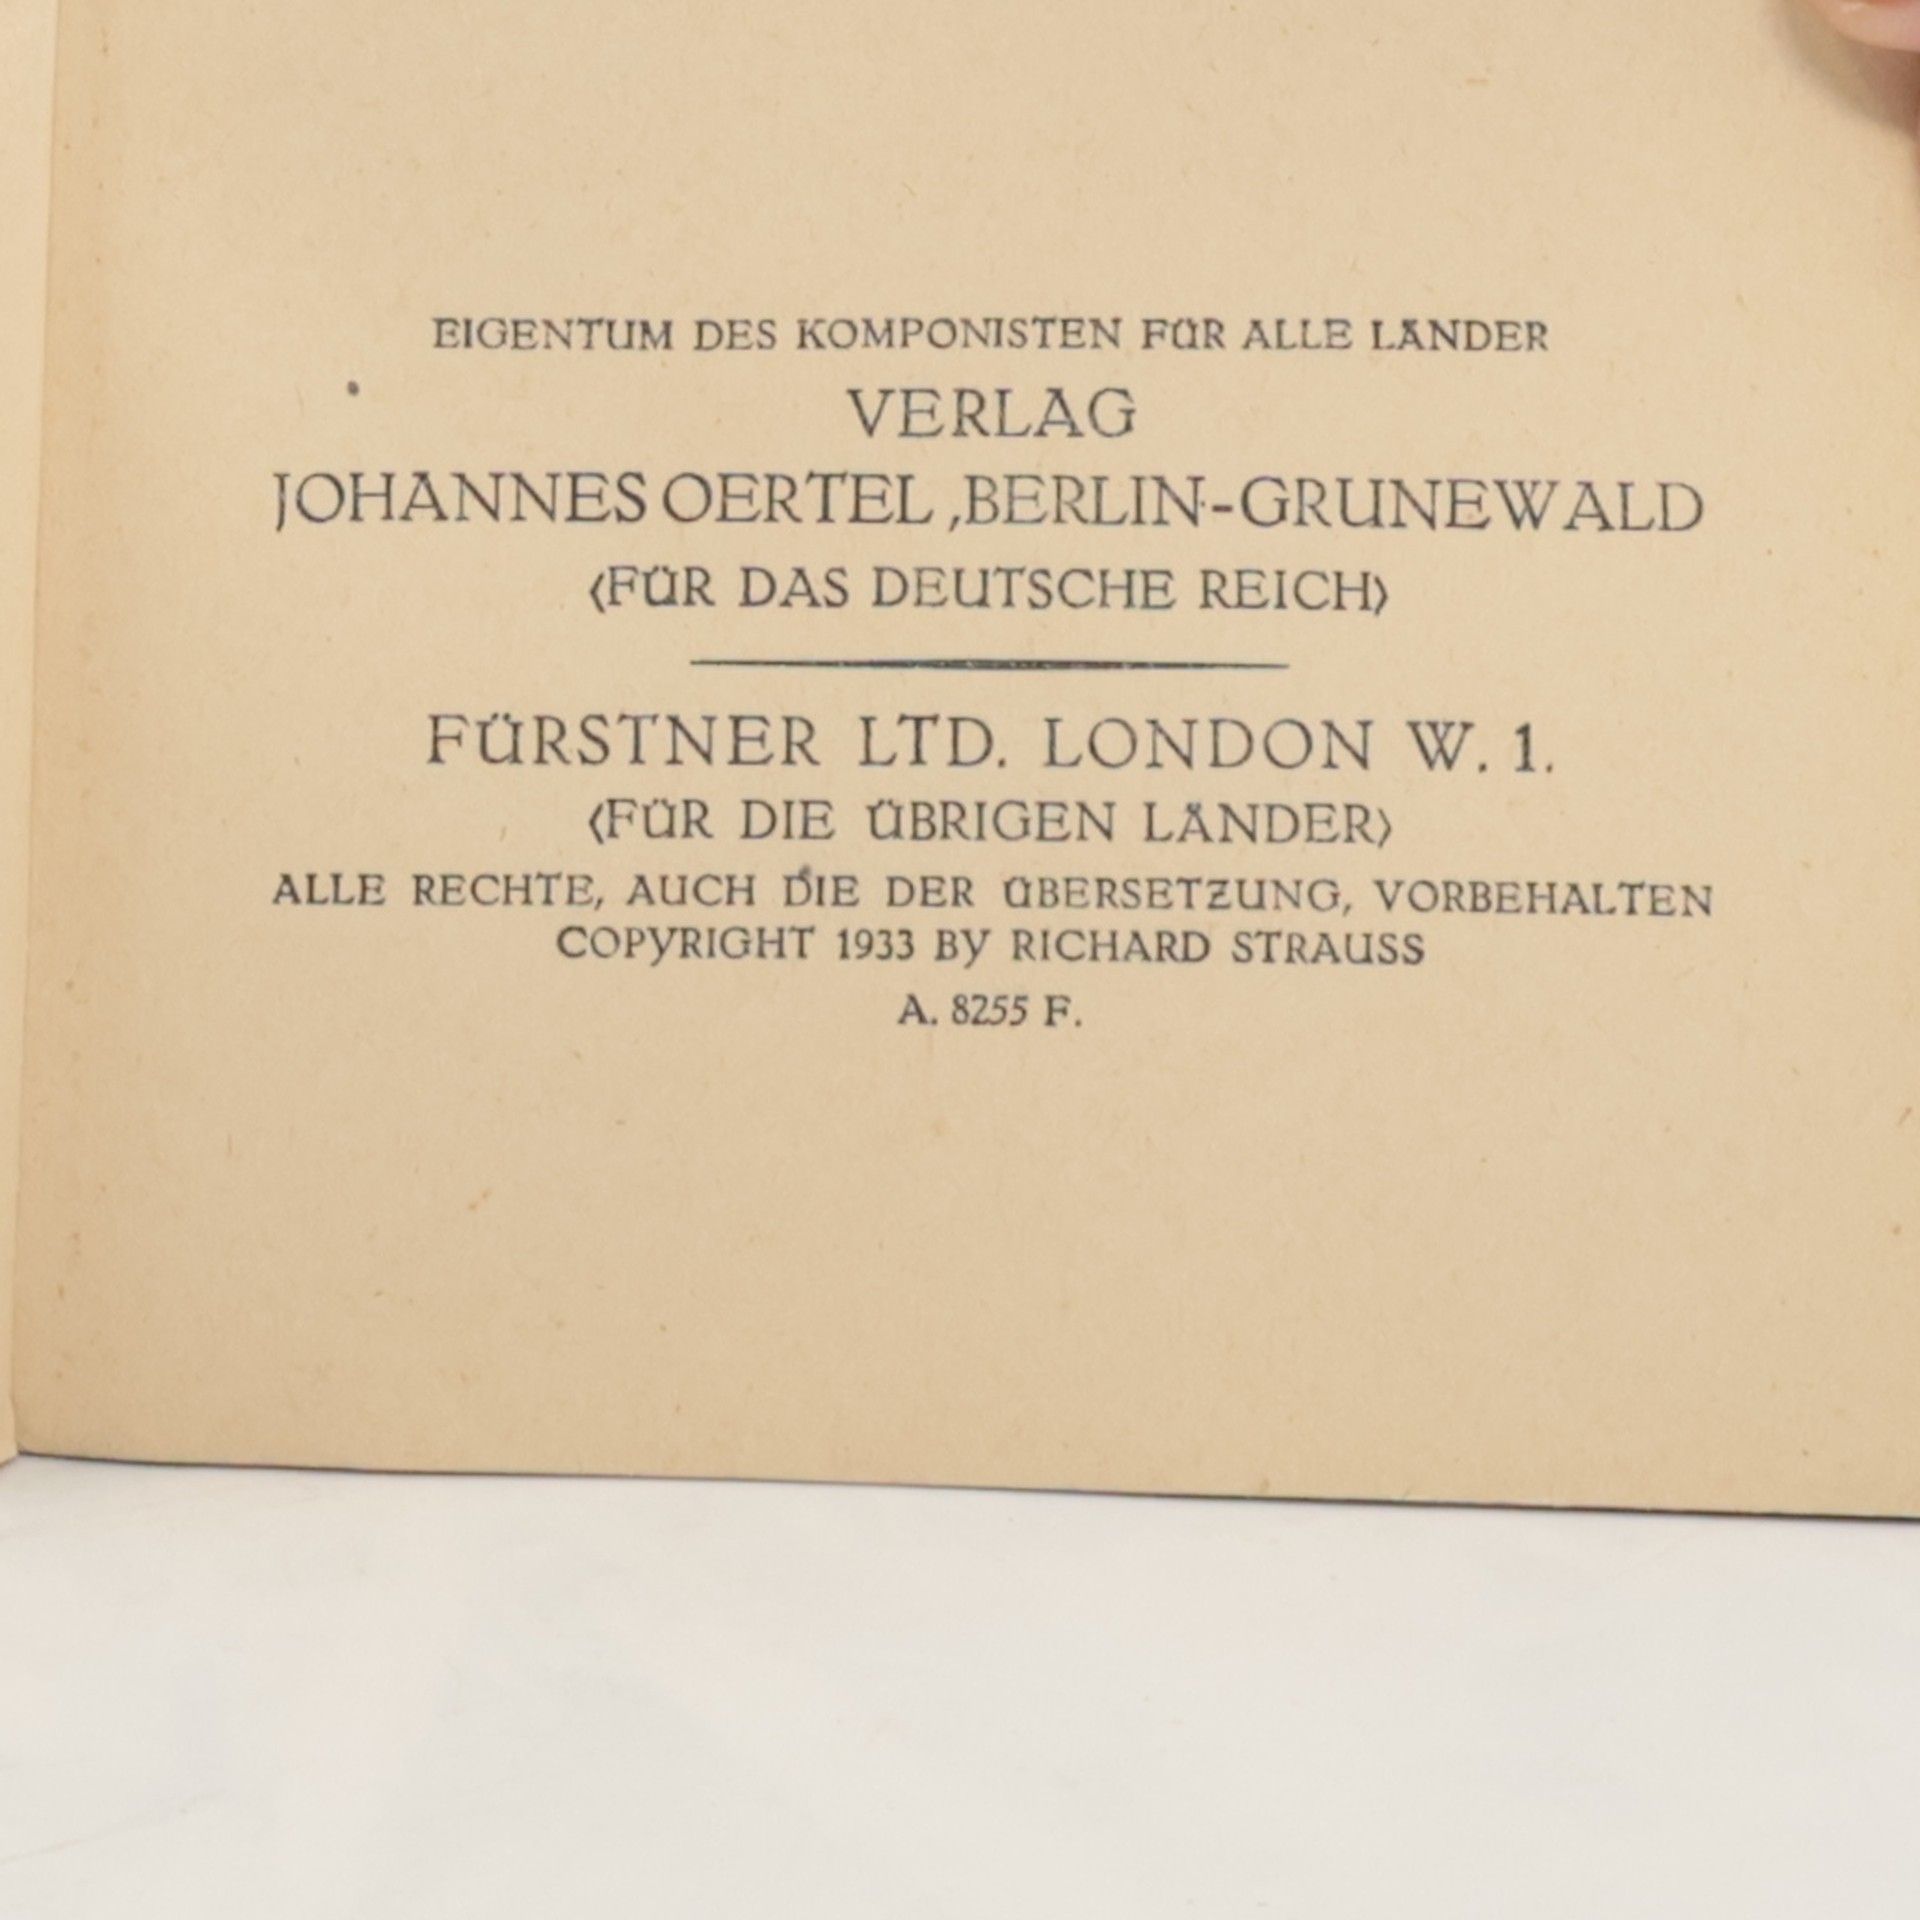 EIGENTUM DES KOMPONISTEN FÜR ALLE LÄNDER
VERLAG
JOHANNES OERTEL, BERLIN-GRUNEWALD
⟨FÜR DAS DEUTSCHE REICH⟩
FÜRSTNER LTD. LONDON W. 1.
⟨FÜR DIE ÜBRIGEN LÄNDER⟩
ALLE RECHTE, AUCH DIE DER ÜBERSETZUNG, VORBEHALTEN
COPYRIGHT 1933 BY RICHARD STRAUSS
A. 8255 F.